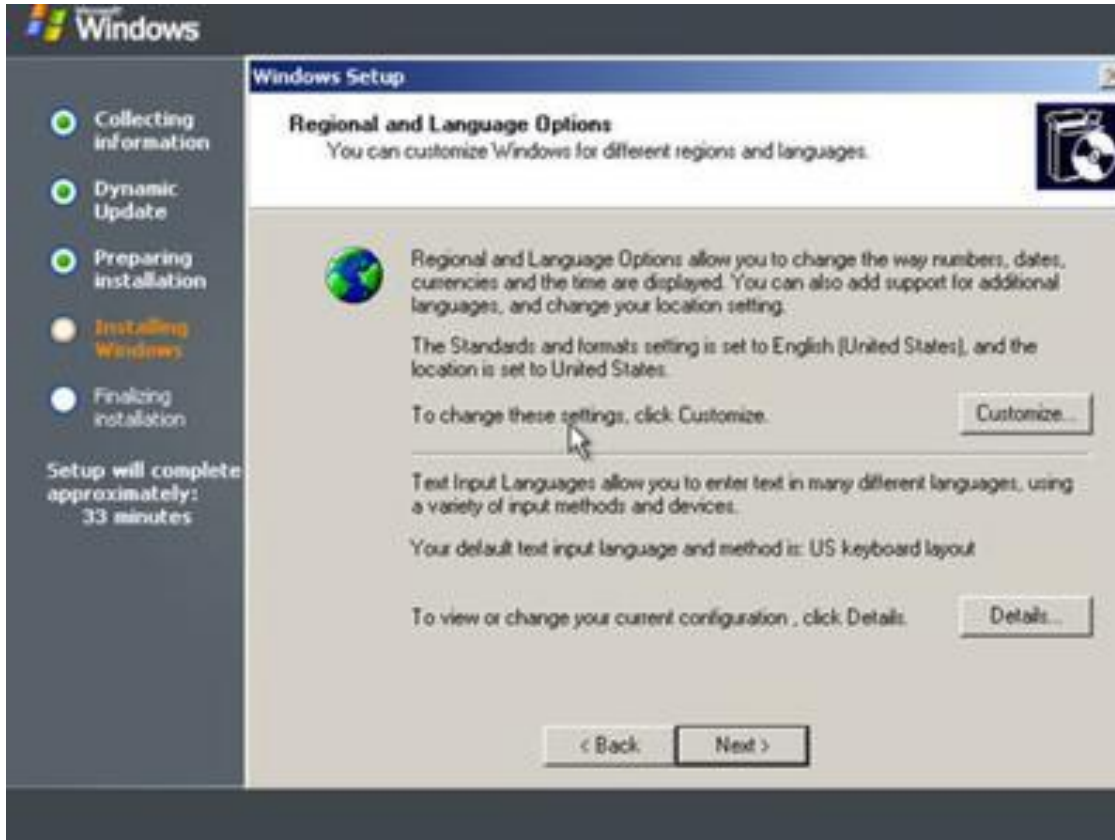 Microsoft
Windows
Windows Setup
Collecting
information
Dynamic
Update
Preparing
installation
Installing
Windows
Finalizing
installation
Setup will complete
approximately:
33 minutes
Regional and Language Options
You can customize Windows for different regions and languages.
Regional and Language Options allow you to change the way numbers, dates,
currencies and the time are displayed. You can also add support for additional
languages, and change your location setting.
The Standards and formats setting is set to English (United States), and the
location is set to United States.
To change these settings, click Customize.
Customize...
Text Input Languages allow you to enter text in many different languages, using
a variety of input methods and devices.
Your default text input language and method is: US keyboard layout
To view or change your current configuration , click Details.
Details...
< Back
Next >